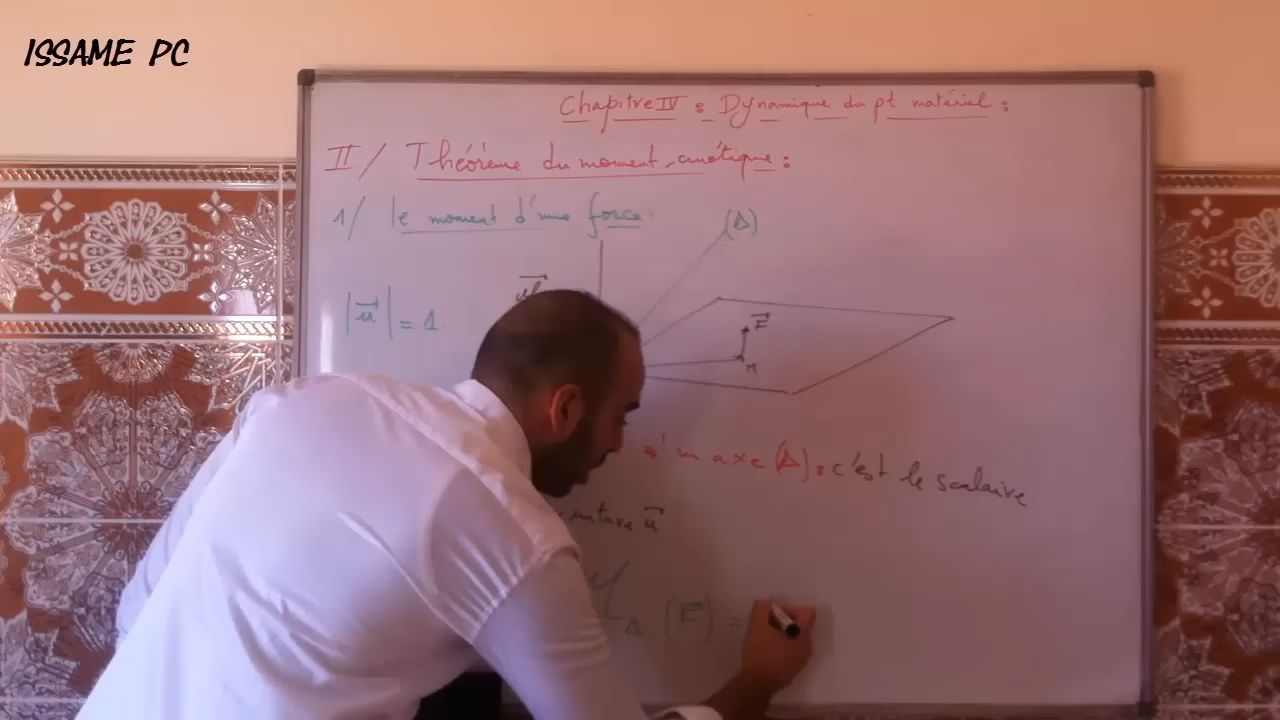 ISSAME PC
Chapitre IV : Dynamique du pt matériel :
II/ Théorème du moment cinétique :
1/ le moment d'une force :
(Δ)
|u⃗| = 1.
F⃗
M
axe (Δ) : c'est le scalaire
u⃗
M_Δ (F⃗) =